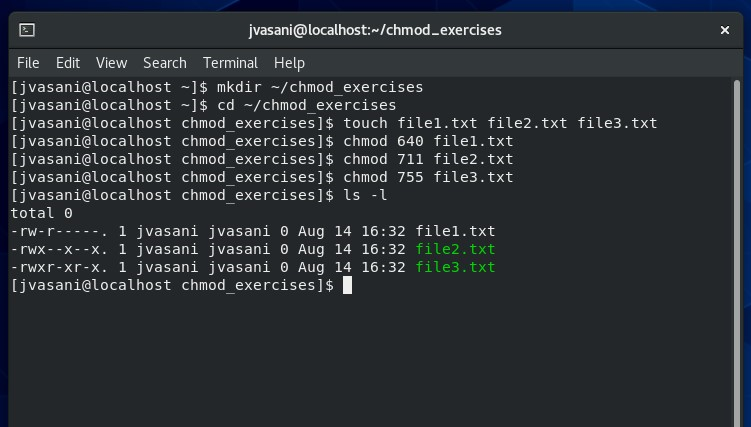 jvasani@localhost:~/chmod_exercises
File Edit View Search Terminal Help
[jvasani@localhost ~]$ mkdir ~/chmod_exercises
[jvasani@localhost ~]$ cd ~/chmod_exercises
[jvasani@localhost chmod_exercises]$ touch file1.txt file2.txt file3.txt
[jvasani@localhost chmod_exercises]$ chmod 640 file1.txt
[jvasani@localhost chmod_exercises]$ chmod 711 file2.txt
[jvasani@localhost chmod_exercises]$ chmod 755 file3.txt
[jvasani@localhost chmod_exercises]$ ls -l
total 0
-rw-r-----. 1 jvasani jvasani 0 Aug 14 16:32 file1.txt
-rwx--x--x. 1 jvasani jvasani 0 Aug 14 16:32 file2.txt
-rwxr-xr-x. 1 jvasani jvasani 0 Aug 14 16:32 file3.txt
[jvasani@localhost chmod_exercises]$